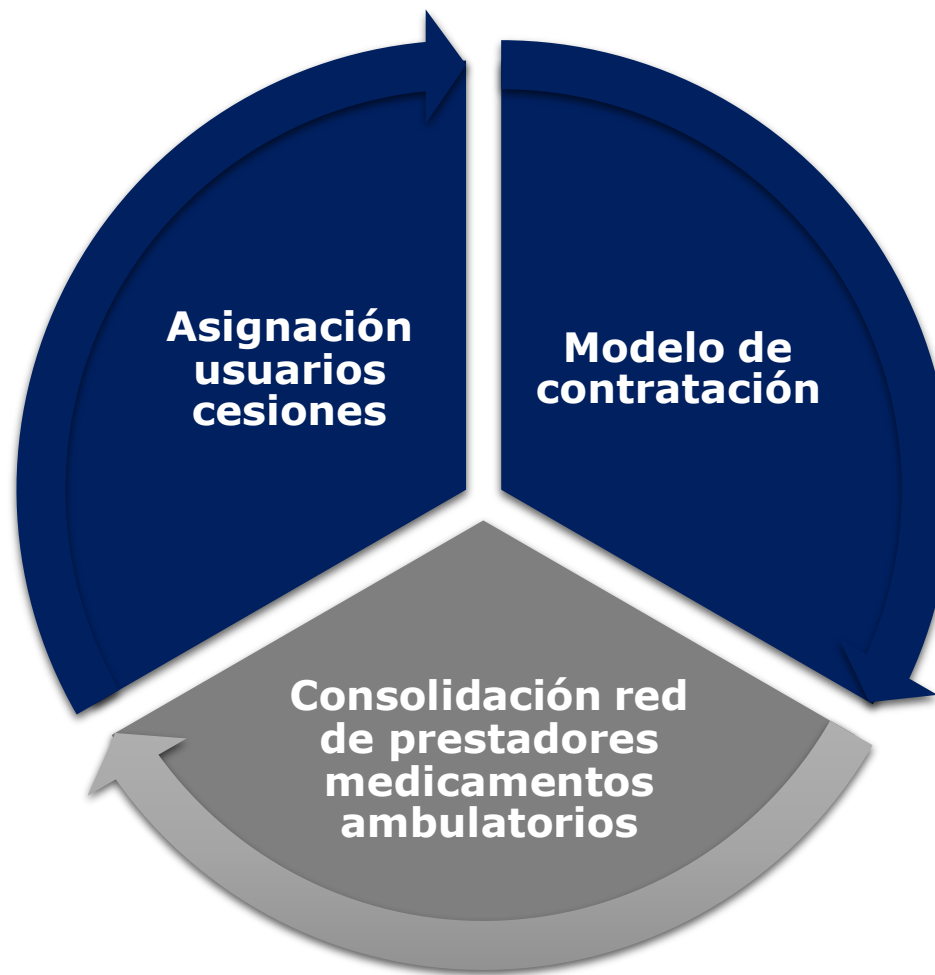 Asignación
usuarios
cesiones
Modelo de
contratación
Consolidación red
de prestadores
medicamentos
ambulatorios